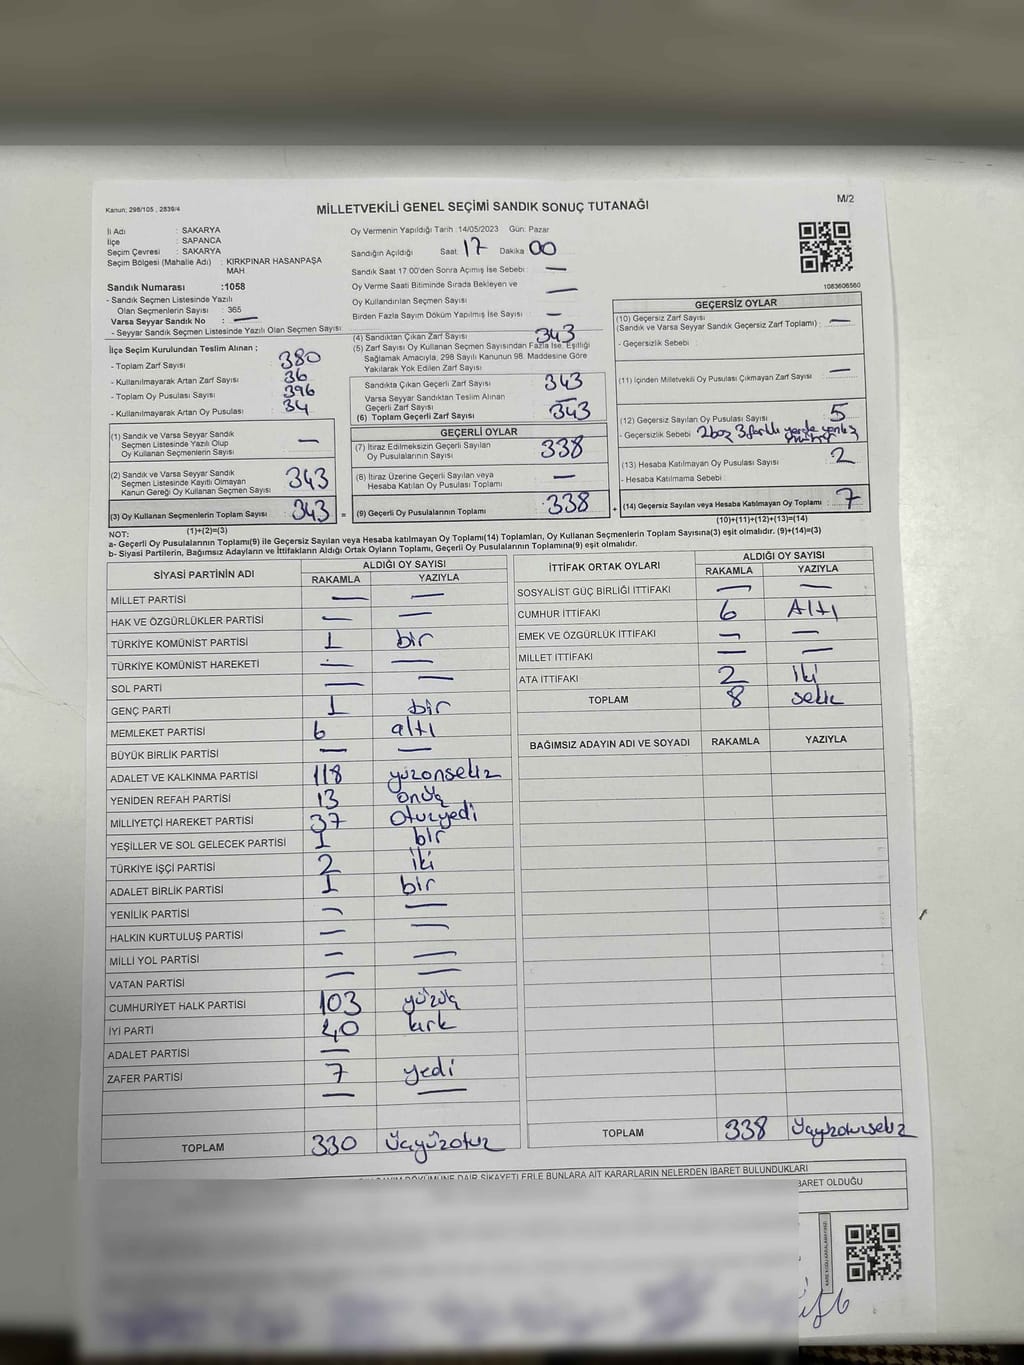 Kanun; 298/105 , 2839/4
M/2
MİLLETVEKİLİ GENEL SEÇİMİ SANDIK SONUÇ TUTANAĞI
İl Adı : SAKARYA
İlçe : SAPANCA
Seçim Çevresi : SAKARYA
Seçim Bölgesi (Mahalle Adı) : KIRKPINAR HASANPAŞA
MAH
Sandık Numarası :1058
- Sandık Seçmen Listesinde Yazılı
Olan Seçmenlerin Sayısı : 365
Varsa Seyyar Sandık No : —
- Seyyar Sandık Seçmen Listesinde Yazılı Olan Seçmen Sayısı :
Oy Vermenin Yapıldığı Tarih : 14/05/2023 Gün: Pazar
Sandığın Açıldığı Saat 17 Dakika 00
Sandık Saat 17.00'den Sonra Açılmış İse Sebebi : —
Oy Verme Saati Bitiminde Sırada Bekleyen ve
Oy Kullandırılan Seçmen Sayısı : —
Birden Fazla Sayım Döküm Yapılmış İse Sayısı : —
1083606560
İlçe Seçim Kurulundan Teslim Alınan ;
- Toplam Zarf Sayısı : 380
- Kullanılmayarak Artan Zarf Sayısı : 36
- Toplam Oy Pusulası Sayısı : 396
- Kullanılmayarak Artan Oy Pusulası : 34
(1) Sandık ve Varsa Seyyar Sandık
Seçmen Listesinde Yazılı Olup
Oy Kullanan Seçmenlerin Sayısı : —
(2) Sandık ve Varsa Seyyar Sandık
Seçmen Listesinde Kayıtlı Olmayan
Kanun Gereği Oy Kullanan Seçmen Sayısı : 343
(3) Oy Kullanan Seçmenlerin Toplam Sayısı : 343 =
(1)+(2)=(3)
(4) Sandıktan Çıkan Zarf Sayısı : 343
(5) Zarf Sayısı Oy Kullanan Seçmen Sayısından Fazla İse, Eşitliği
Sağlamak Amacıyla, 298 Sayılı Kanunun 98. Maddesine Göre
Yakılarak Yok Edilen Zarf Sayısı : —
Sandıkta Çıkan Geçerli Zarf Sayısı : 343
Varsa Seyyar Sandıktan Teslim Alınan
Geçerli Zarf Sayısı : —
(6) Toplam Geçerli Zarf Sayısı : 343
GEÇERLİ OYLAR
(7) İtiraz Edilmeksizin Geçerli Sayılan
Oy Pusulalarının Sayısı : 338
(8) İtiraz Üzerine Geçerli Sayılan veya
Hesaba Katılan Oy Pusulası Toplamı : —
(9) Geçerli Oy Pusulalarının Toplamı : 338 +
GEÇERSİZ OYLAR
(10) Geçersiz Zarf Sayısı
(Sandık ve Varsa Seyyar Sandık Geçersiz Zarf Toplamı) : —
- Geçersizlik Sebebi :
(11) İçinden Milletvekili Oy Pusulası Çıkmayan Zarf Sayısı : —
(12) Geçersiz Sayılan Oy Pusulası Sayısı : 5
- Geçersizlik Sebebi : 2boş 3farklı yerde yanlış
(13) Hesaba Katılmayan Oy Pusulası Sayısı : 2
- Hesaba Katılmama Sebebi :
(14) Geçersiz Sayılan veya Hesaba Katılmayan Oy Toplamı : 7
(10)+(11)+(12)+(13)=(14)
NOT:
a- Geçerli Oy Pusulalarının Toplamı(9) ile Geçersiz Sayılan veya Hesaba Katılmayan Oy Toplamı(14) Toplamları, Oy Kullanan Seçmenlerin Toplam Sayısına(3) eşit olmalıdır. (9)+(14)=(3)
b- Siyasi Partilerin, Bağımsız Adayların ve İttifakların Aldığı Ortak Oyların Toplamı, Geçerli Oy Pusulalarının Toplamına(9) eşit olmalıdır.
SİYASİ PARTİNİN ADI ALDIĞI OY SAYISI
RAKAMLA YAZIYLA
MİLLET PARTİSİ — —
HAK VE ÖZGÜRLÜKLER PARTİSİ — —
TÜRKİYE KOMÜNİST PARTİSİ 1 bir
TÜRKİYE KOMÜNİST HAREKETİ — —
SOL PARTİ — —
GENÇ PARTİ 1 bir
MEMLEKET PARTİSİ 6 altı
BÜYÜK BİRLİK PARTİSİ — —
ADALET VE KALKINMA PARTİSİ 118 yüzonsekiz
YENİDEN REFAH PARTİSİ 13 onüç
MİLLİYETÇİ HAREKET PARTİSİ 37 Otuzyedi
YEŞİLLER VE SOL GELECEK PARTİSİ 1 bir
TÜRKİYE İŞÇİ PARTİSİ 2 iki
ADALET BİRLİK PARTİSİ 1 bir
YENİLİK PARTİSİ — —
HALKIN KURTULUŞ PARTİSİ — —
MİLLİ YOL PARTİSİ — —
VATAN PARTİSİ — —
CUMHURİYET HALK PARTİSİ 103 yüzüç
İYİ PARTİ 40 kırk
ADALET PARTİSİ —
ZAFER PARTİSİ 7 yedi
— —
TOPLAM 330 Üçyüzotuz
İTTİFAK ORTAK OYLARI ALDIĞI OY SAYISI
RAKAMLA YAZIYLA
SOSYALİST GÜÇ BİRLİĞİ İTTİFAKI — —
CUMHUR İTTİFAKI 6 Altı
EMEK VE ÖZGÜRLÜK İTTİFAKI — —
MİLLET İTTİFAKI — —
ATA İTTİFAKI 2 İki
TOPLAM 8 sekiz
BAĞIMSIZ ADAYIN ADI VE SOYADI RAKAMLA YAZIYLA
TOPLAM 338 Üçyüzotuzsekiz
DÖKÜMÜNE DAİR ŞİKAYETLERLE BUNLARA AİT KARARLARIN NELERDEN İBARET BULUNDUKLARI
BARET OLDUĞU